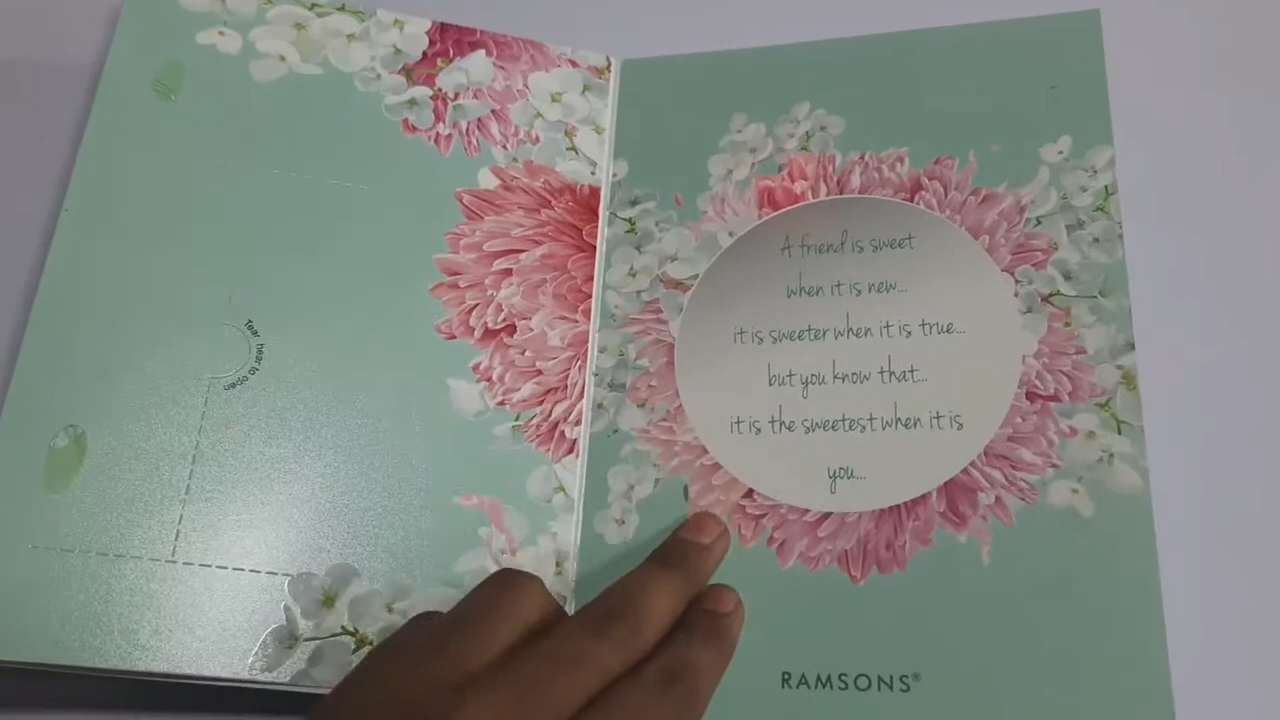 Tear hear to open
A friend is sweet
when it is new...
it is sweeter when it is true...
but you know that...
it is the sweetest when it is
you...
RAMSONS®